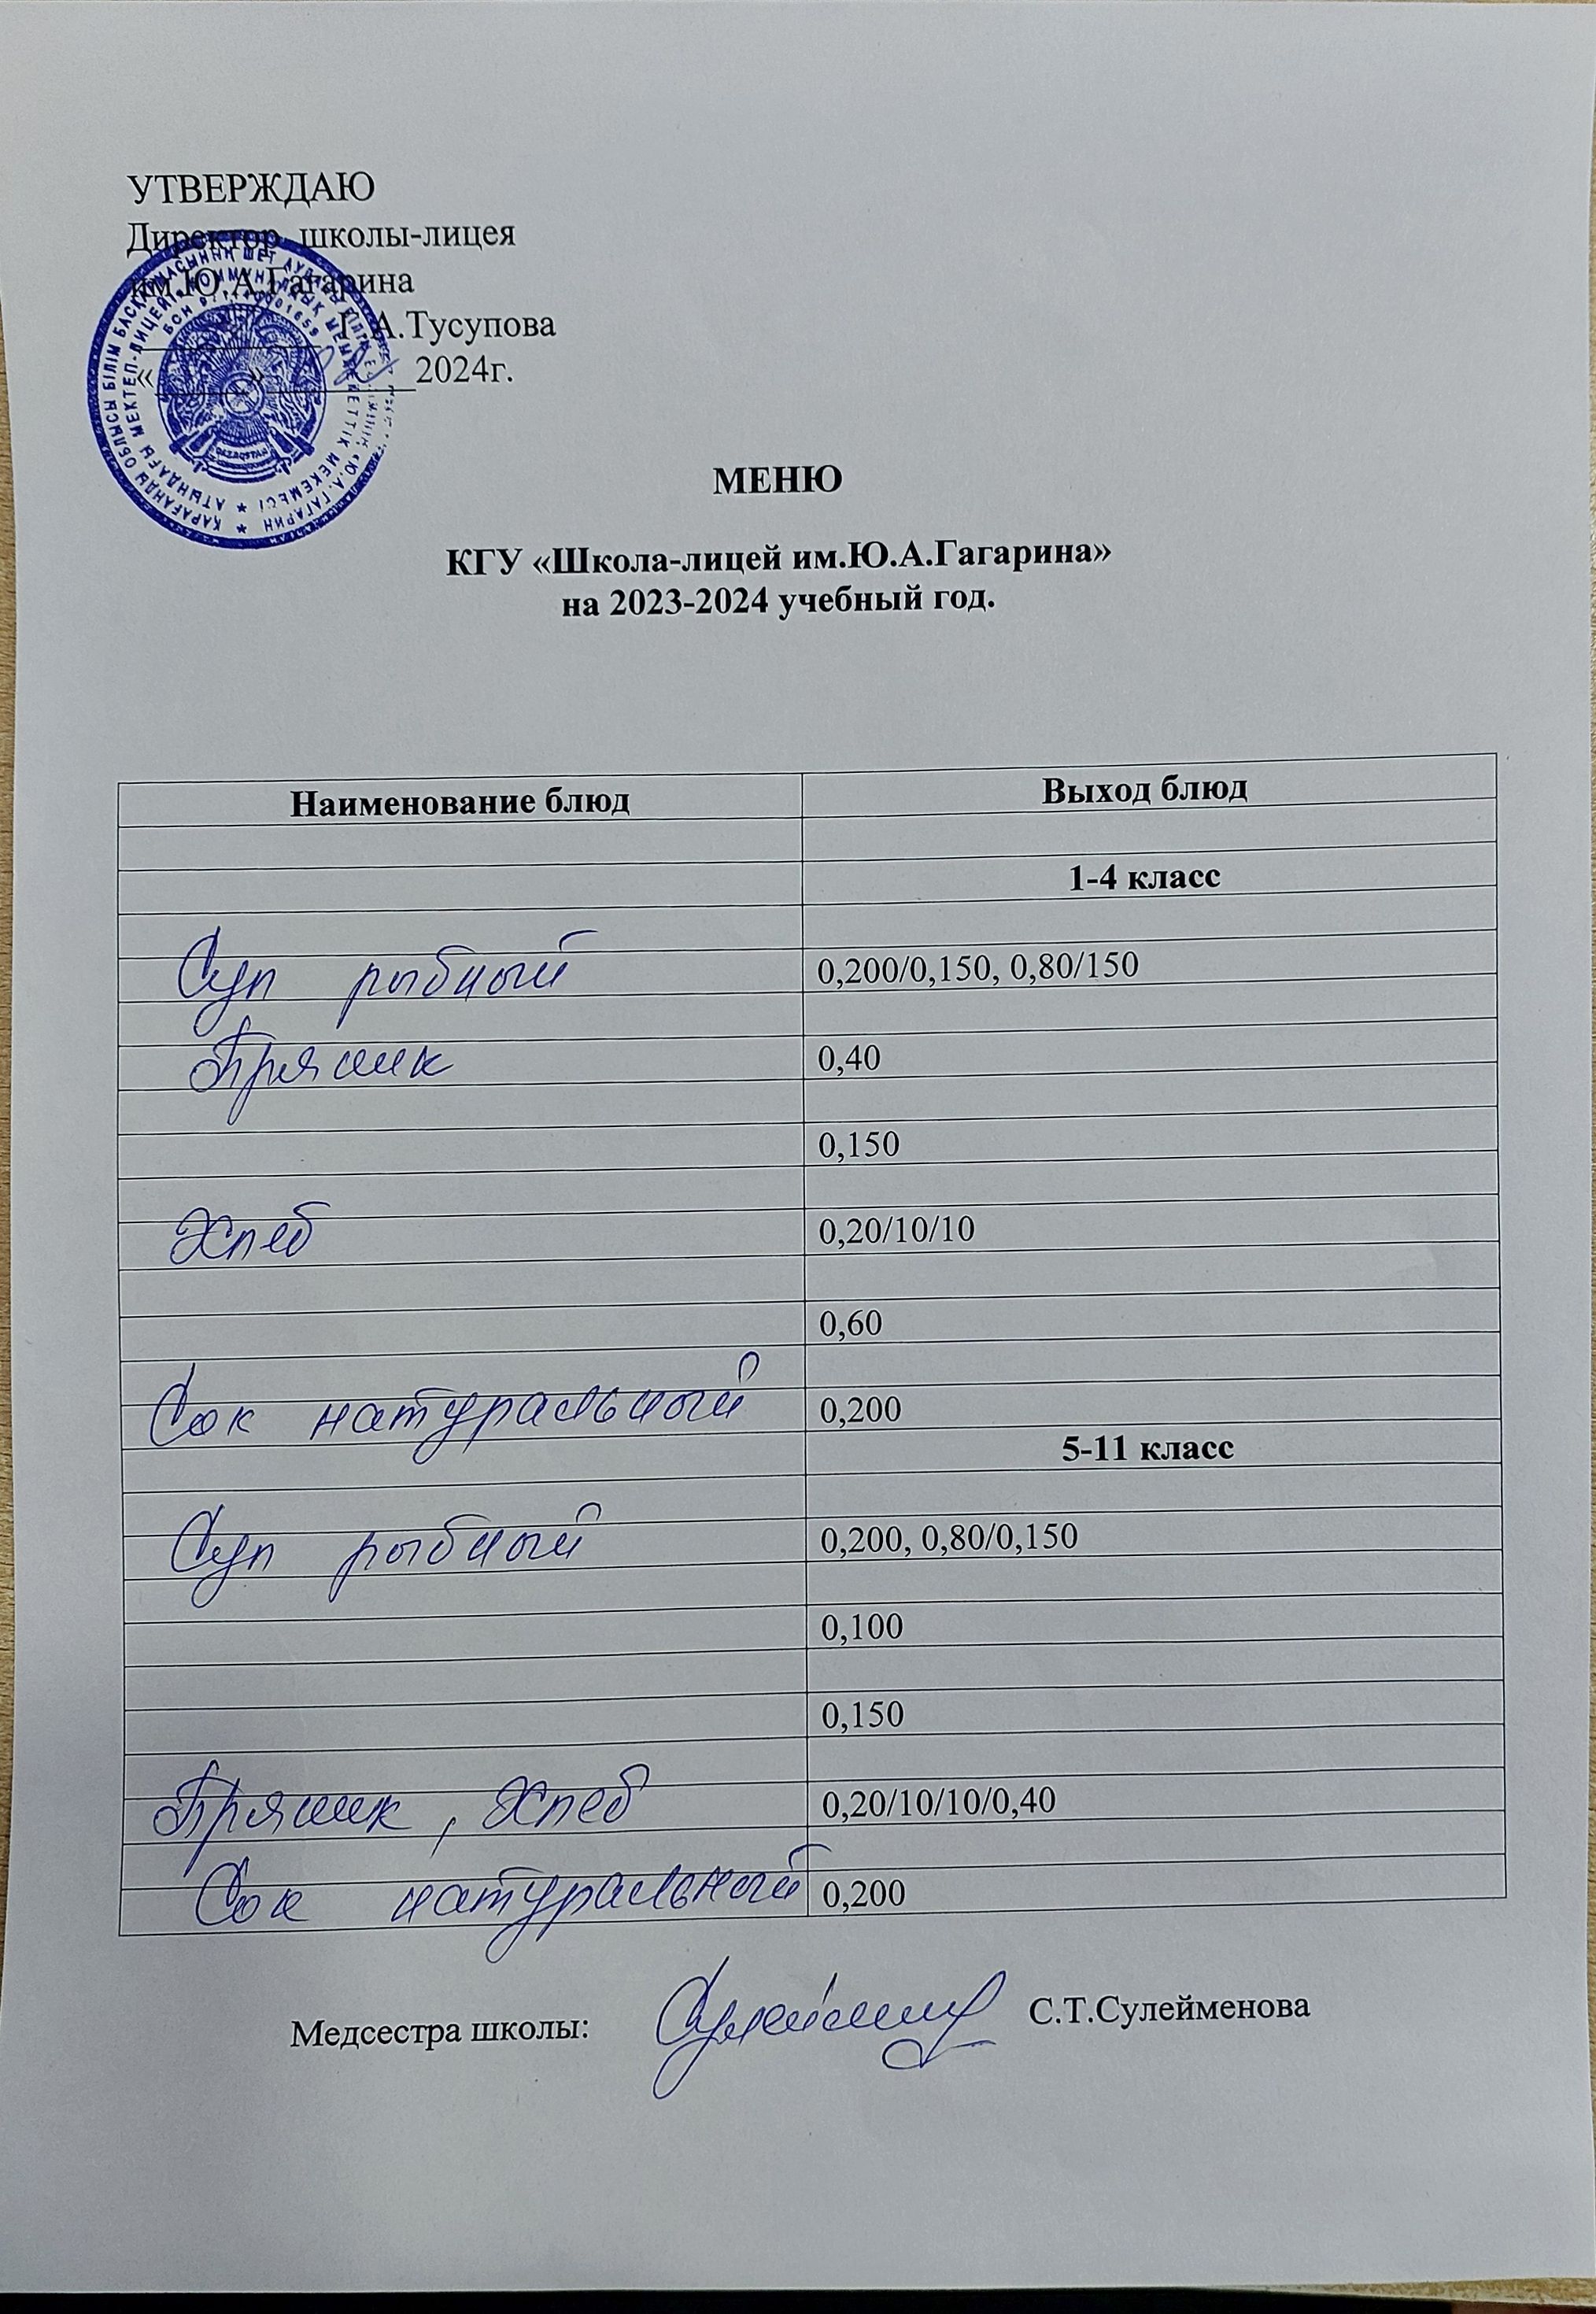 УТВЕРЖДАЮ
Директор школы-лицея
им.Ю.А.Гагарина
Г.А.Тусупова
« » 2024г.
МЕНЮ
КГУ «Школа-лицей им.Ю.А.Гагарина»
на 2023-2024 учебный год.
Наименование блюд Выход блюд
1-4 класс
Суп рыбный 0,200/0,150, 0,80/150
Пряник 0,40
0,150
Хлеб 0,20/10/10
0,60
Сок натуральный 0,200
5-11 класс
Суп рыбный 0,200, 0,80/0,150
0,100
0,150
Пряник, Хлеб 0,20/10/10/0,40
Сок натуральный 0,200
Медсестра школы: С.Т.Сулейменова